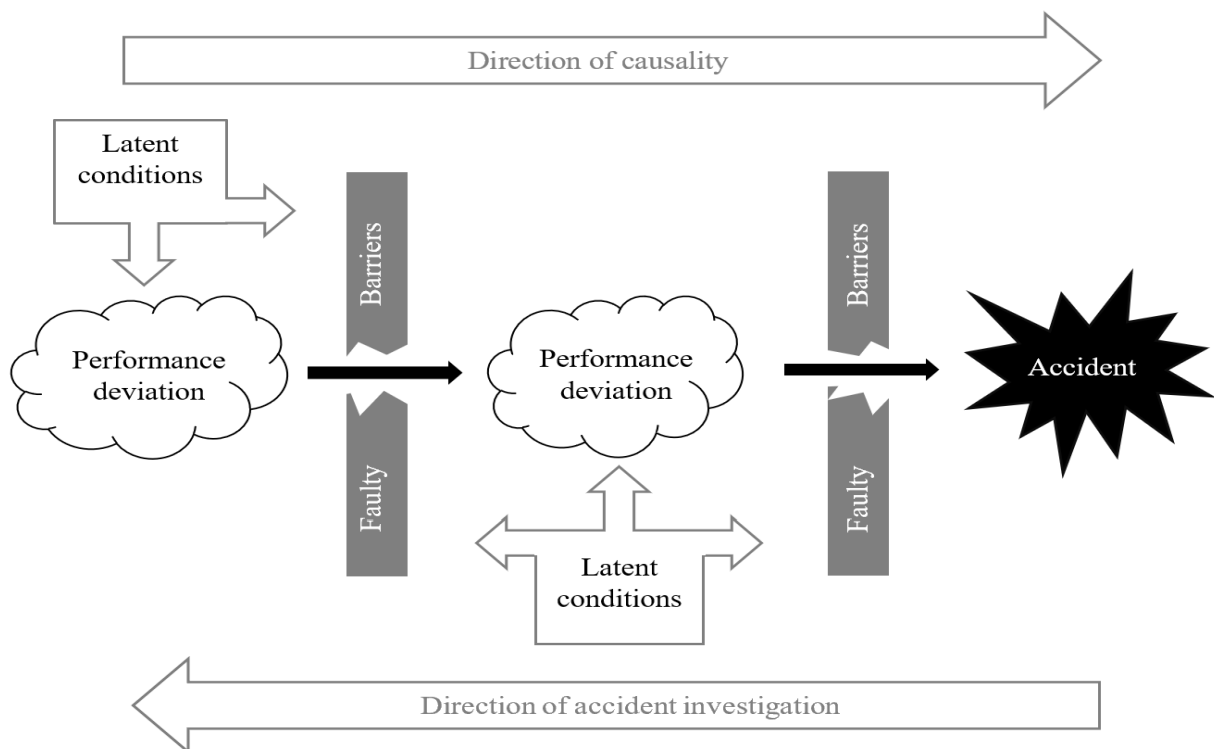 Direction of causality
Latent
conditions
Barriers
Faulty
Barriers
Faulty
Performance
deviation
Performance
deviation
Accident
Latent
conditions
Direction of accident investigation